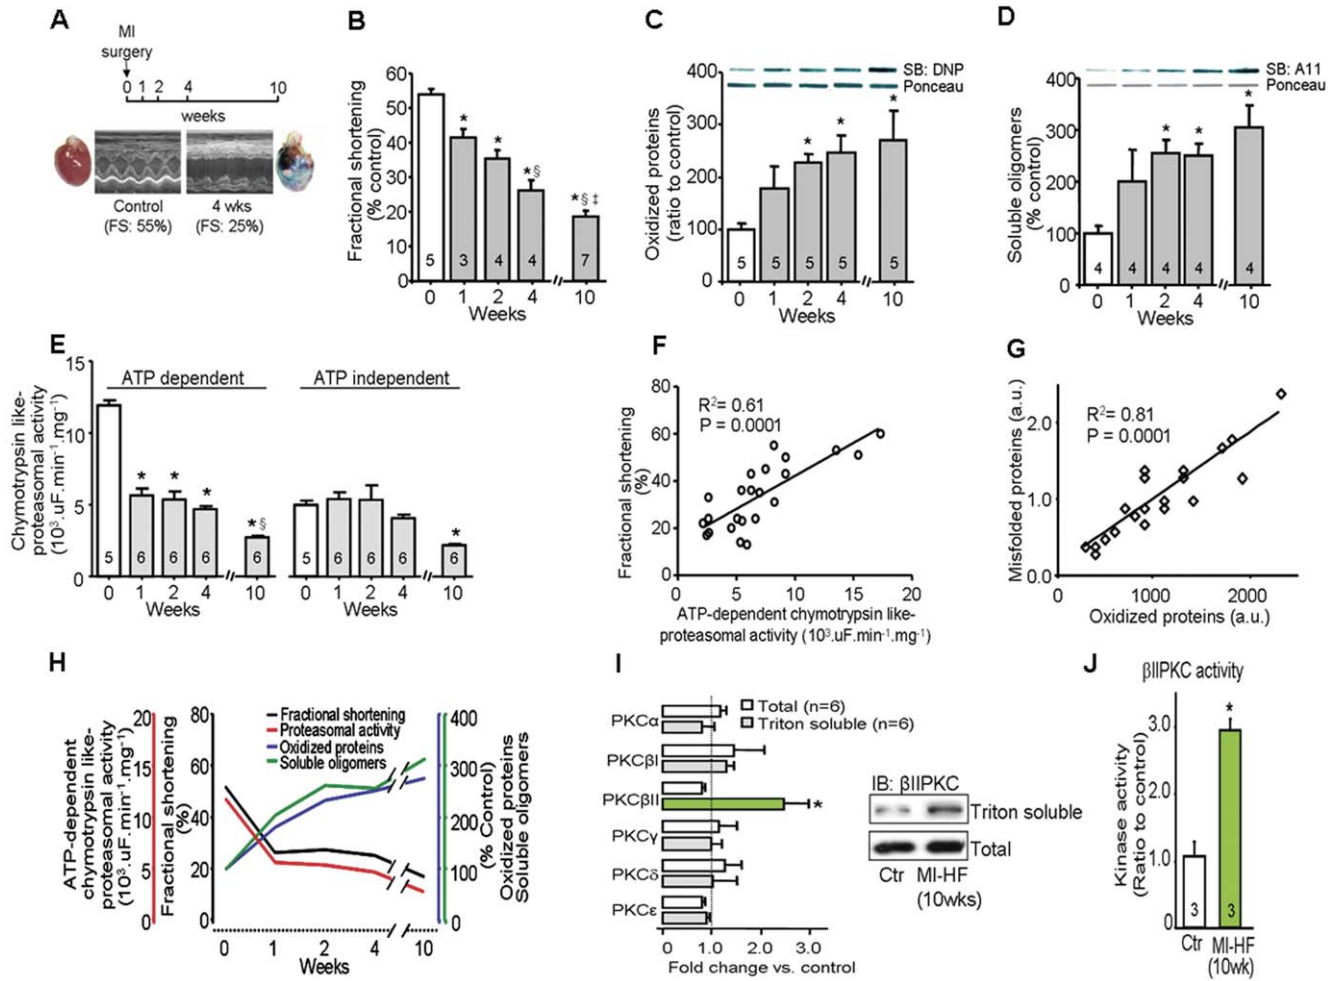 A
MI
surgery
0 1 2 4 10
weeks
Control
(FS: 55%)
4 wks
(FS: 25%)
B
Fractional shortening
(% control)
60
50
40
30
20
10
0
*
*
*§
*§‡
5 3 4 4 7
0 1 2 4 10
Weeks
C
SB: DNP
Ponceau
Oxidized proteins
(ratio to control)
400
300
200
100
0
*
*
*
5 5 5 5 5
0 1 2 4 10
Weeks
D
SB: A11
Ponceau
Soluble oligomers
(% control)
400
300
200
100
0
*
*
*
4 4 4 4 4
0 1 2 4 10
Weeks
E
Chymotrypsin like-
proteasomal activity
(10³.uF.min⁻¹.mg⁻¹)
15
10
5
0
ATP dependent
ATP independent
* * * *§
*
5 6 6 6 6
5 6 6 6 6
0 1 2 4 10
0 1 2 4 10
Weeks
Weeks
F
R²= 0.61
P = 0.0001
Fractional shortening
(%)
80
60
40
20
0
0 5 10 15 20
ATP-dependent chymotrypsin like-
proteasomal activity (10³.uF.min⁻¹.mg⁻¹)
G
R²= 0.81
P = 0.0001
Misfolded proteins (a.u.)
2.0
1.0
0.0
0 1000 2000
Oxidized proteins (a.u.)
H
ATP-dependent
chymotrypsin like-
proteasomal activity
(10³.uF.min⁻¹.mg⁻¹)
20
15
10
5
0
Fractional shortening
(%)
80
60
40
20
0
Fractional shortening
Proteasomal activity
Oxidized proteins
Soluble oligomers
400
300
200
100
0
(% Control)
Oxidized proteins
Soluble oligomers
0 1 2 4 10
Weeks
I
Total (n=6)
Triton soluble (n=6)
PKCα
PKCβI
PKCβII
PKCγ
PKCδ
PKCε
*
0 1.0 2.0 3.0
Fold change vs. control
IB: βIIPKC
Triton soluble
Total
Ctr MI-HF
(10wks)
J
βIIPKC activity
Kinase activity
(Ratio to control)
3.0
2.0
1.0
0
*
3 3
Ctr MI-HF
(10wk)